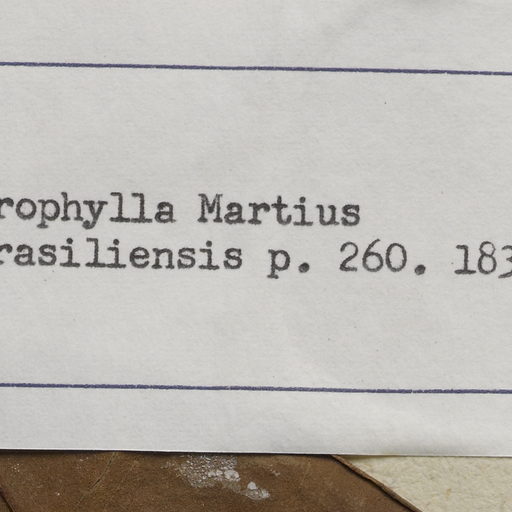 rophylla Martius
rasiliensis p. 260. 183